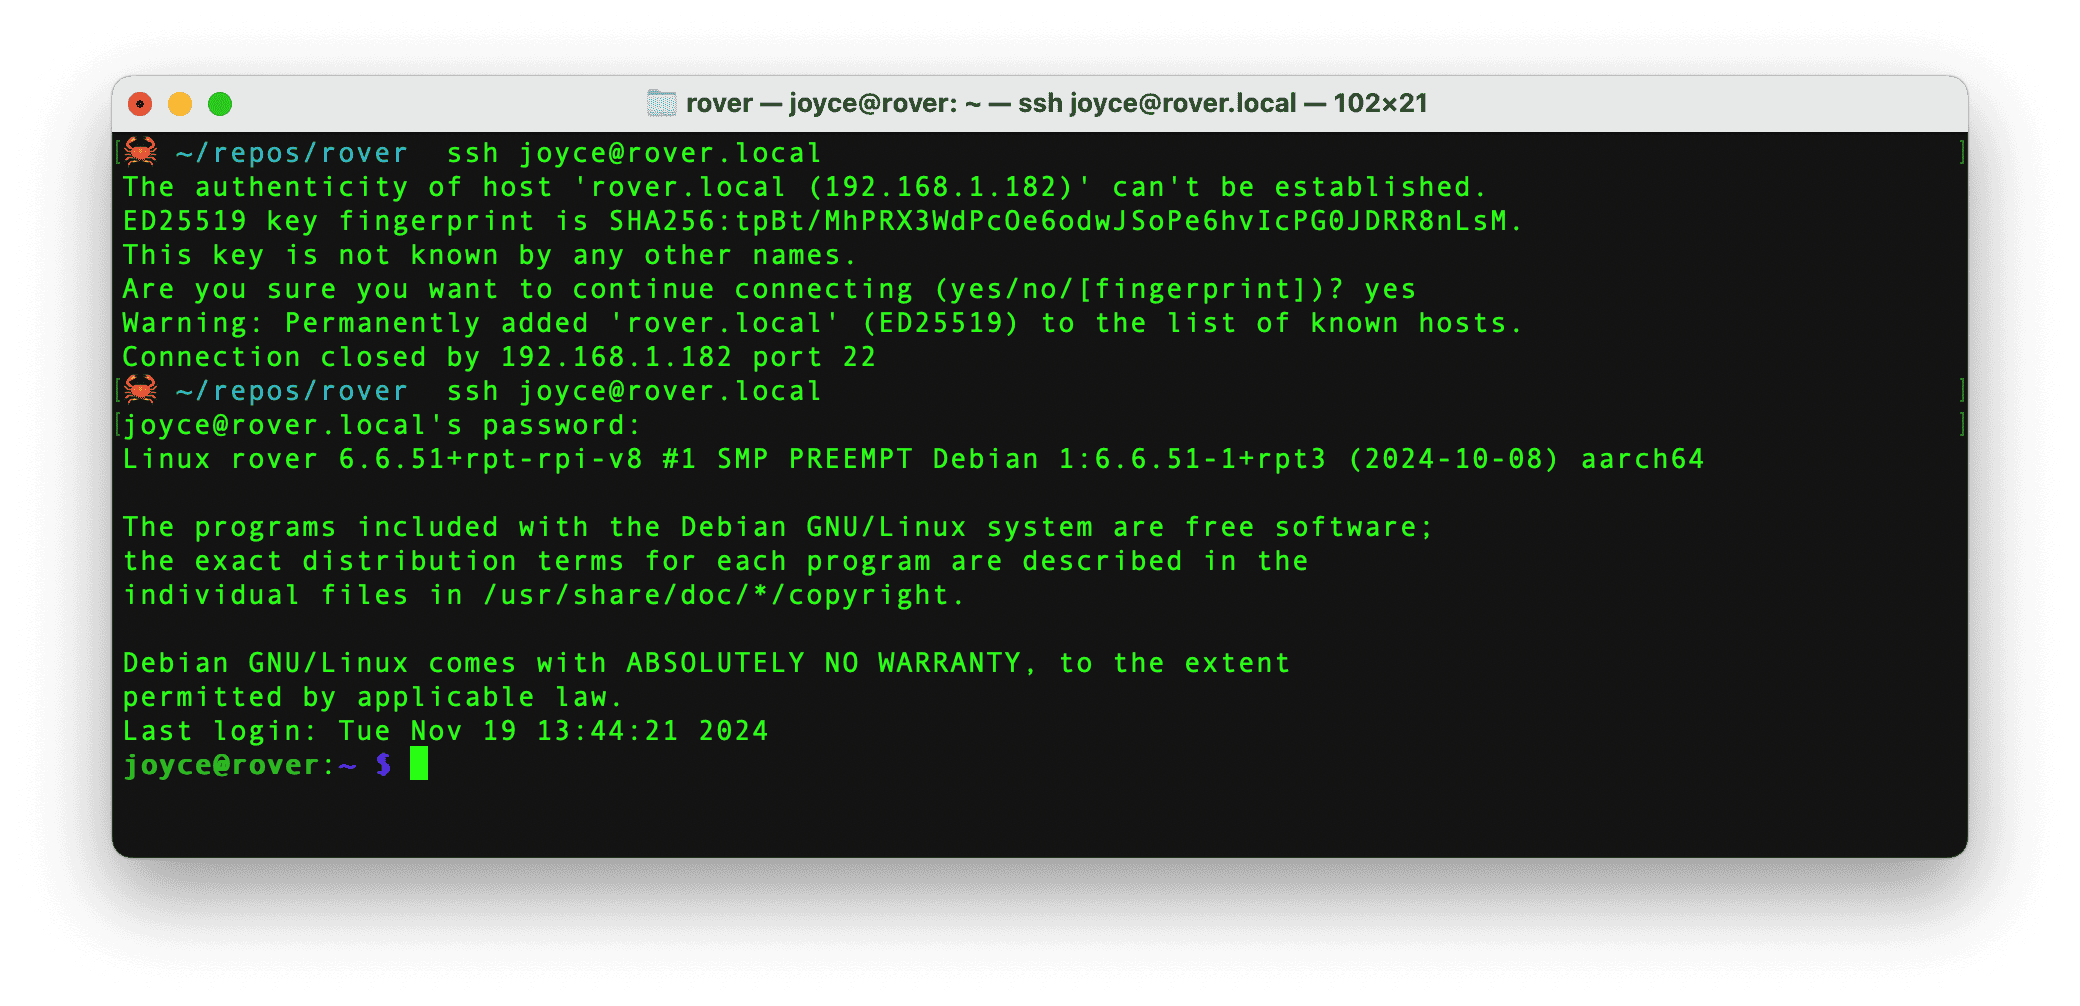 rover — joyce@rover: ~ — ssh joyce@rover.local — 102×21
[🦀 ~/repos/rover  ssh joyce@rover.local ]
The authenticity of host 'rover.local (192.168.1.182)' can't be established.
ED25519 key fingerprint is SHA256:tpBt/MhPRX3WdPcOe6odwJSoPe6hvIcPG0JDRR8nLsM.
This key is not known by any other names.
Are you sure you want to continue connecting (yes/no/[fingerprint])? yes
Warning: Permanently added 'rover.local' (ED25519) to the list of known hosts.
Connection closed by 192.168.1.182 port 22
[🦀 ~/repos/rover  ssh joyce@rover.local ]
[joyce@rover.local's password: ]
Linux rover 6.6.51+rpt-rpi-v8 #1 SMP PREEMPT Debian 1:6.6.51-1+rpt3 (2024-10-08) aarch64
The programs included with the Debian GNU/Linux system are free software;
the exact distribution terms for each program are described in the
individual files in /usr/share/doc/*/copyright.
Debian GNU/Linux comes with ABSOLUTELY NO WARRANTY, to the extent
permitted by applicable law.
Last login: Tue Nov 19 13:44:21 2024
joyce@rover:~ $